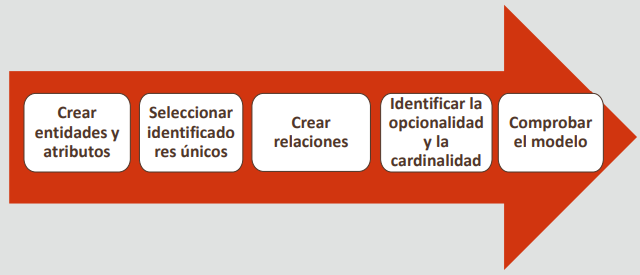 Crear
entidades y
atributos
Seleccionar
identificado
res únicos
Crear
relaciones
Identificar la
opcionalidad
y la
cardinalidad
Comprobar
el modelo